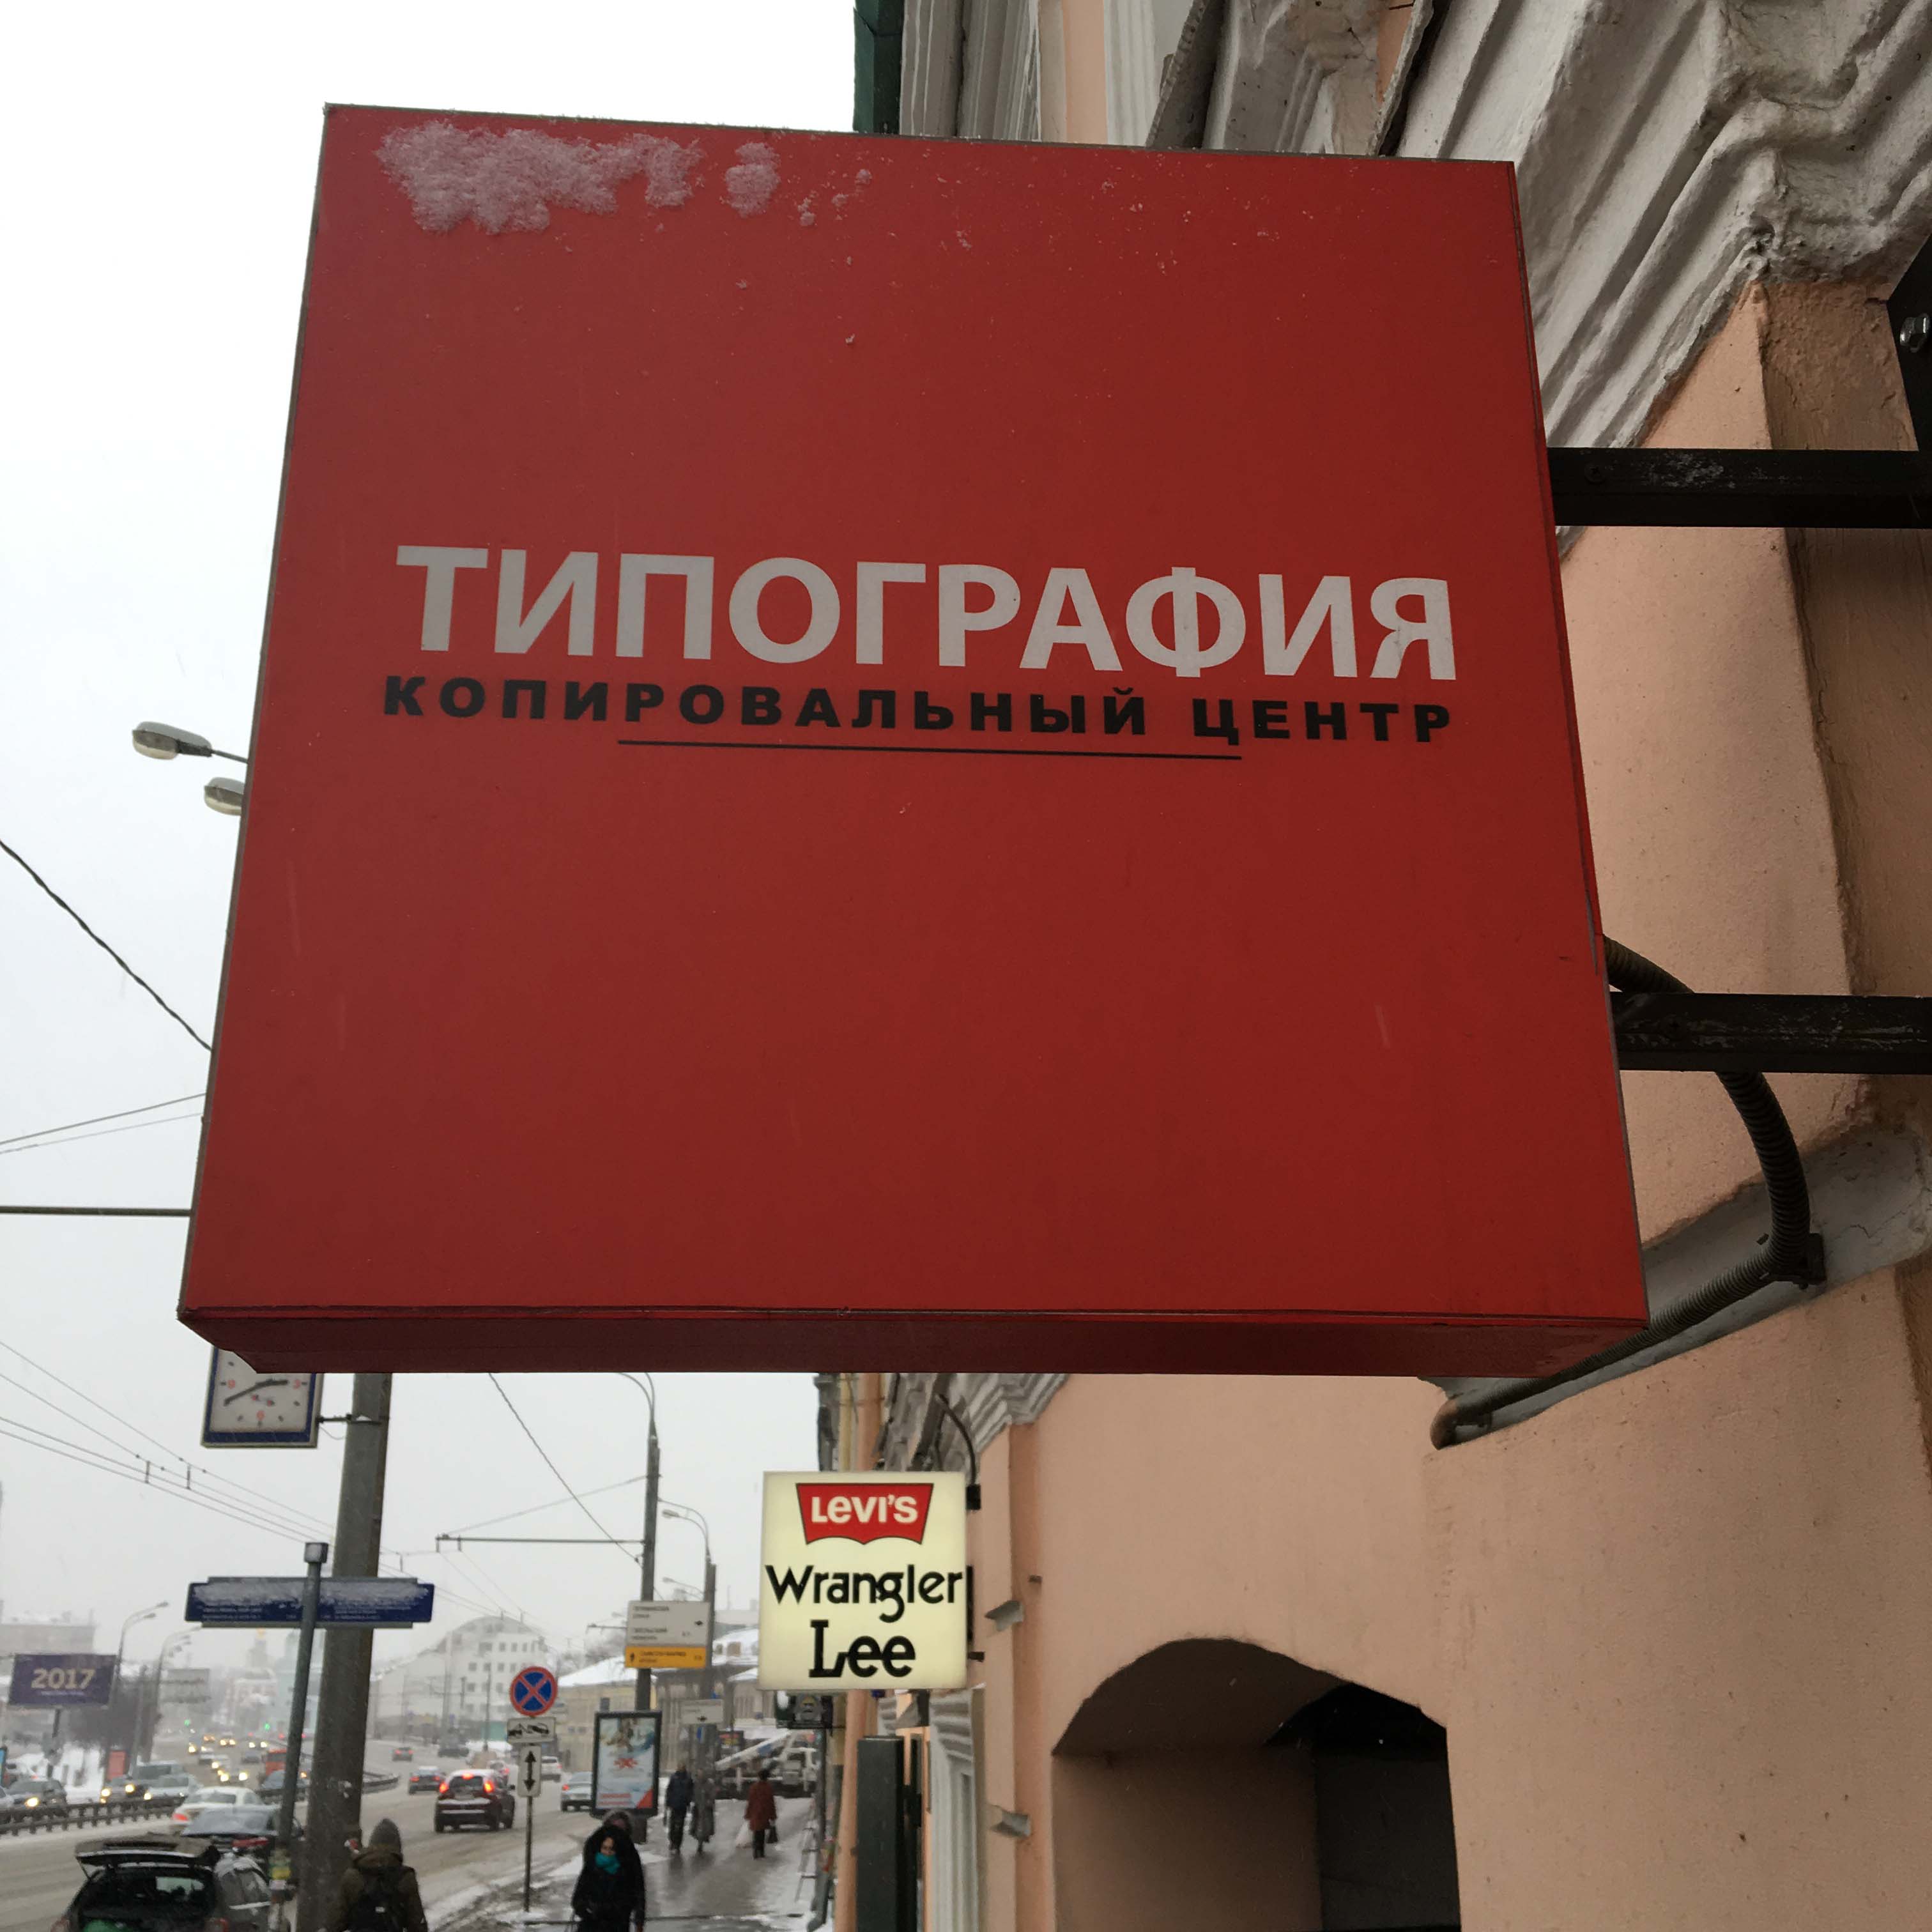 ТИПОГРАФИЯ
КОПИРОВАЛЬНЫЙ ЦЕНТР
LEVI'S
Wrangler
Lee
2017